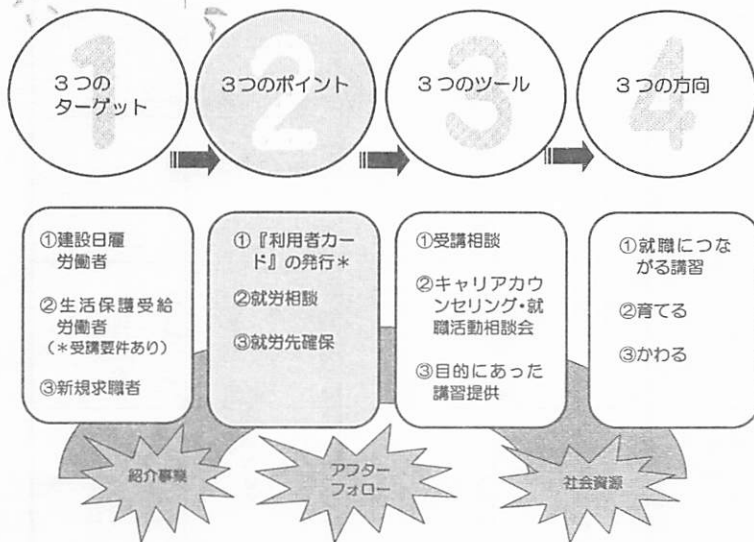 1
3つの
ターゲット
2
3つのポイント
3
3つのツール
4
3つの方向
①建設日雇
労働者
②生活保護受給
労働者
(*受講要件あり)
③新規求職者
①『利用者カー
ド』の発行*
②就労相談
③就労先確保
①受講相談
②キャリアカウ
ンセリング・就
職活動相談会
③目的にあった
講習提供
①就職につな
がる講習
②育てる
③かわる
紹介事業
アフター
フォロー
社会資源